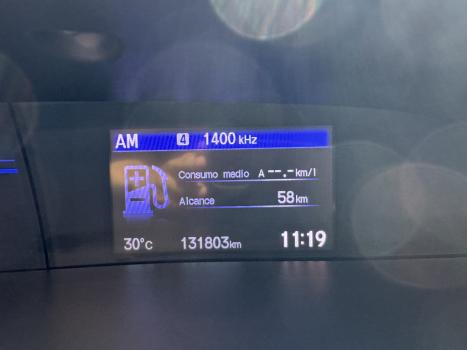 AM 4 1400 kHz
Consumo medio A --.- km/l
Alcance 58 km
30°C 131803 km 11:19